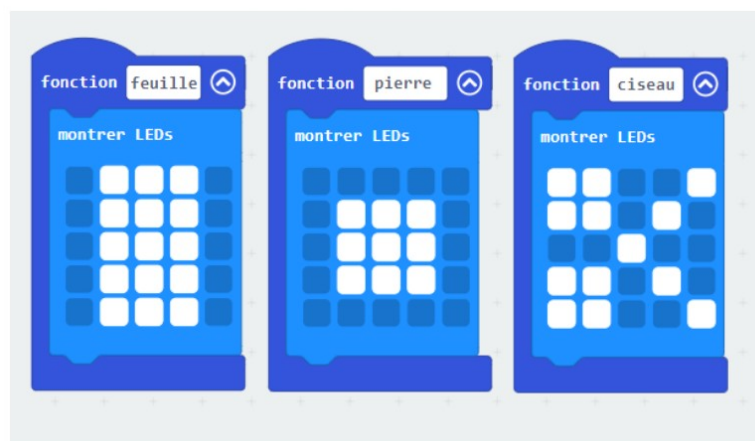 fonction feuille
montrer LEDs
fonction pierre
montrer LEDs
fonction ciseau
montrer LEDs